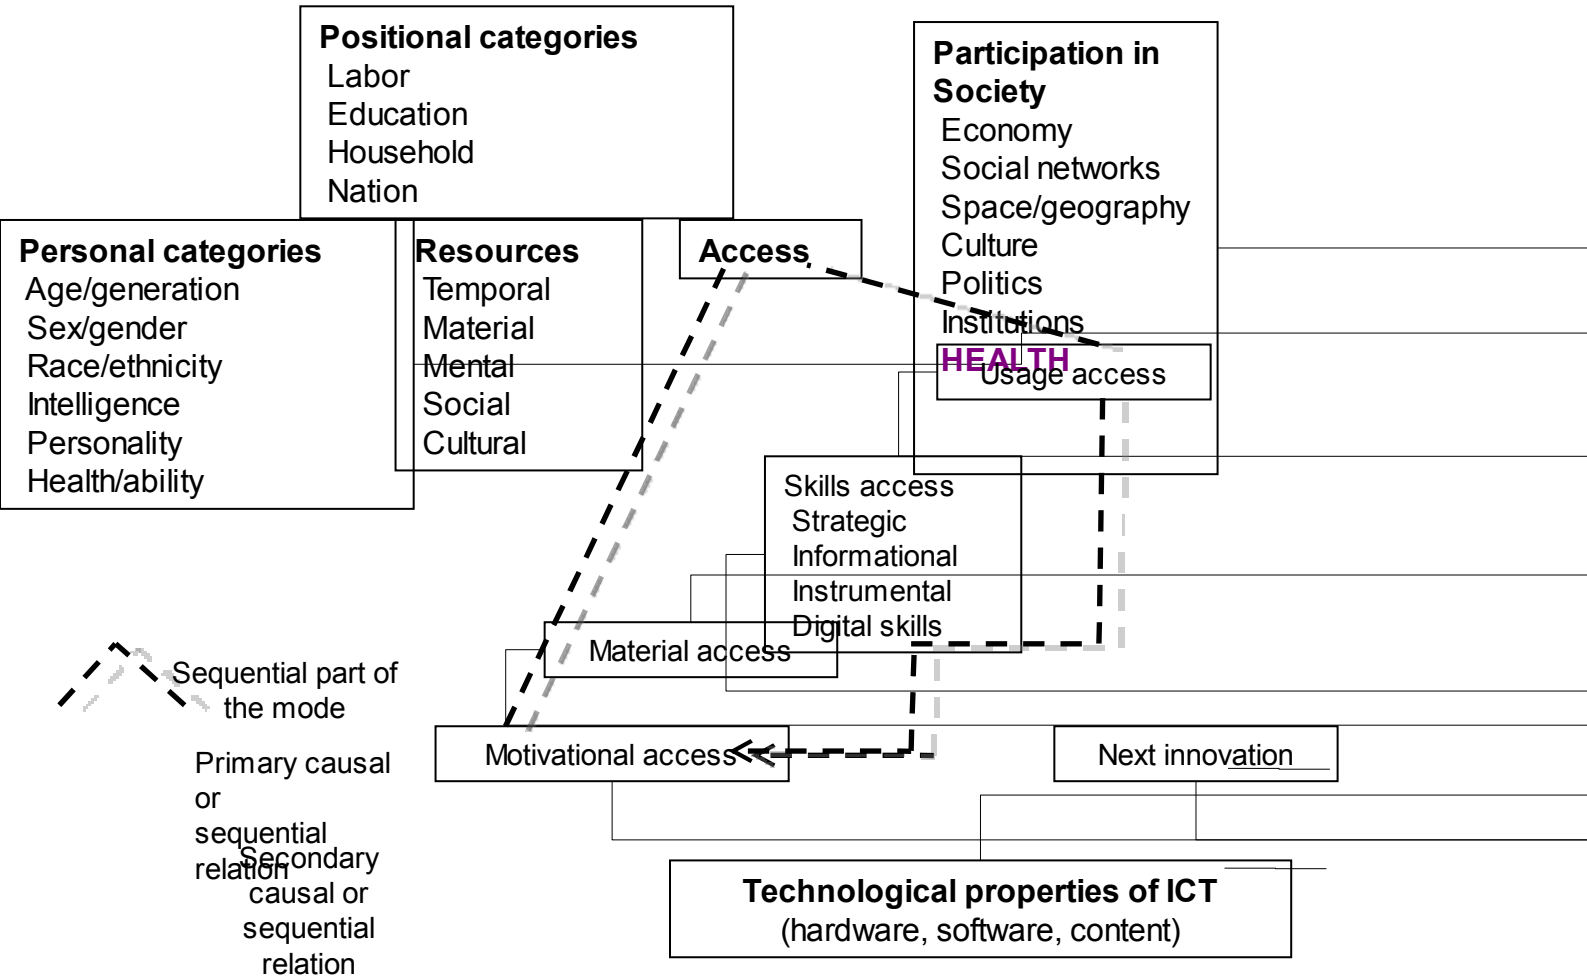 Positional categories
Labor
Education
Household
Nation
Participation in
Society
Economy
Social networks
Space/geography
Culture
Politics
Institutions
HEALTH
Personal categories
Age/generation
Sex/gender
Race/ethnicity
Intelligence
Personality
Health/ability
Resources
Temporal
Material
Mental
Social
Cultural
Access
Usage access
Skills access
Strategic
Informational
Instrumental
Digital skills
Material access
Sequential part of
the mode
Motivational access
Next innovation
Primary causal
or
sequential
relation
Secondary
causal or
sequential
relation
Technological properties of ICT
(hardware, software, content)